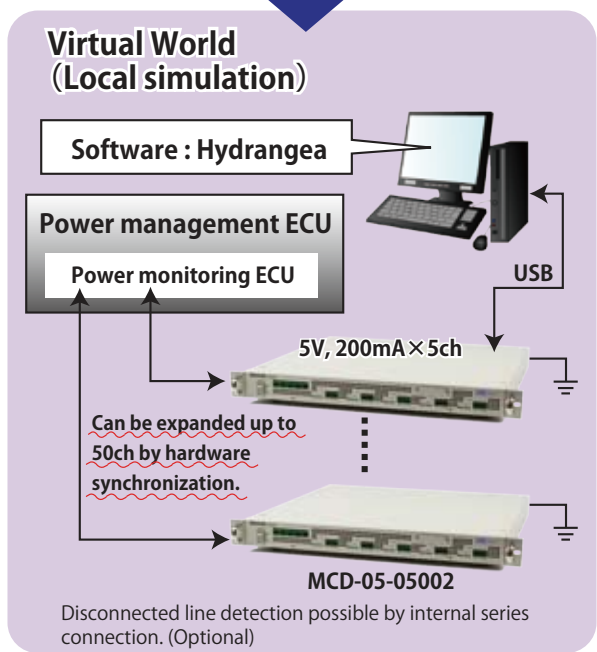 Virtual World
（Local simulation）
Software : Hydrangea
Power management ECU
Power monitoring ECU
USB
5V, 200mA×5ch
Can be expanded up to
50ch by hardware
synchronization.
MCD-05-05002
Disconnected line detection possible by internal series
connection. (Optional)